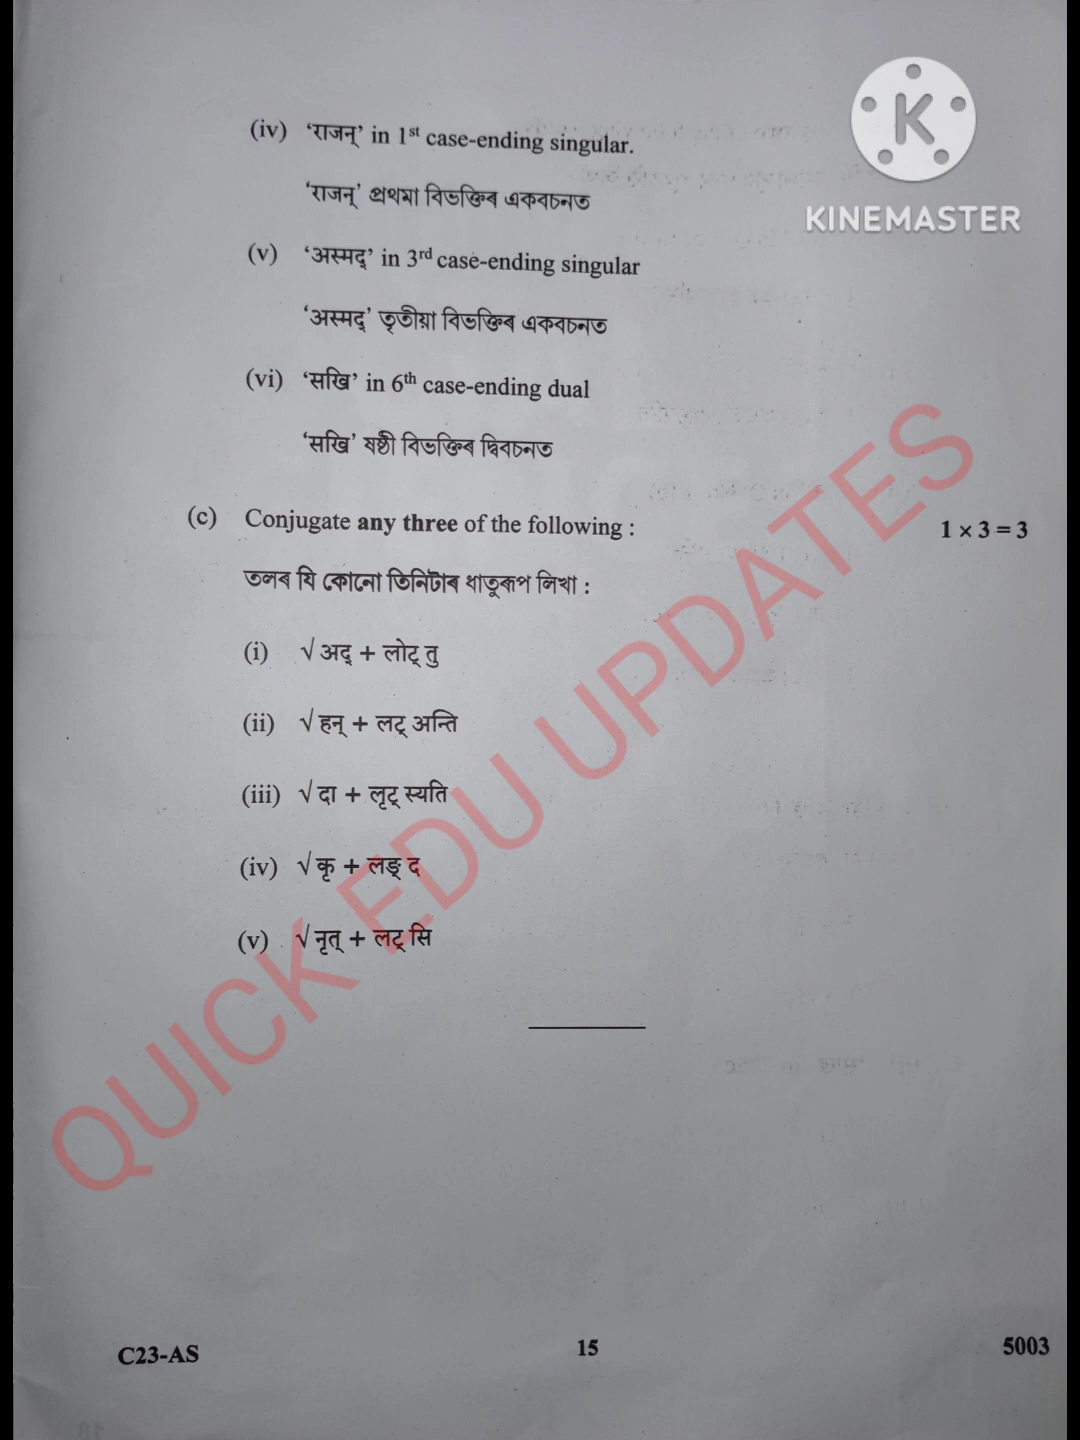 KINEMASTER
(iv) ‘राजन्’ in 1st case-ending singular.
‘राजन्’ প্ৰথমা বিভক্তিৰ একবচনত
(v) ‘अस्मद्’ in 3rd case-ending singular
‘अस्मद्’ তৃতীয়া বিভক্তিৰ একবচনত
(vi) ‘सखि’ in 6th case-ending dual
‘सखि’ ষষ্ঠী বিভক্তিৰ দ্বিবচনত
(c) Conjugate any three of the following : 1 × 3 = 3
তলৰ যি কোনো তিনিটাৰ ধাতুৰূপ লিখা :
(i) √अद् + लोट् तु
(ii) √हन् + लट् अन्ति
(iii) √दा + लृट् स्यति
(iv) √कृ + लङ् द
(v) √नृत् + लट् सि
QUICK EDU UPDATES
C23-AS 15 5003